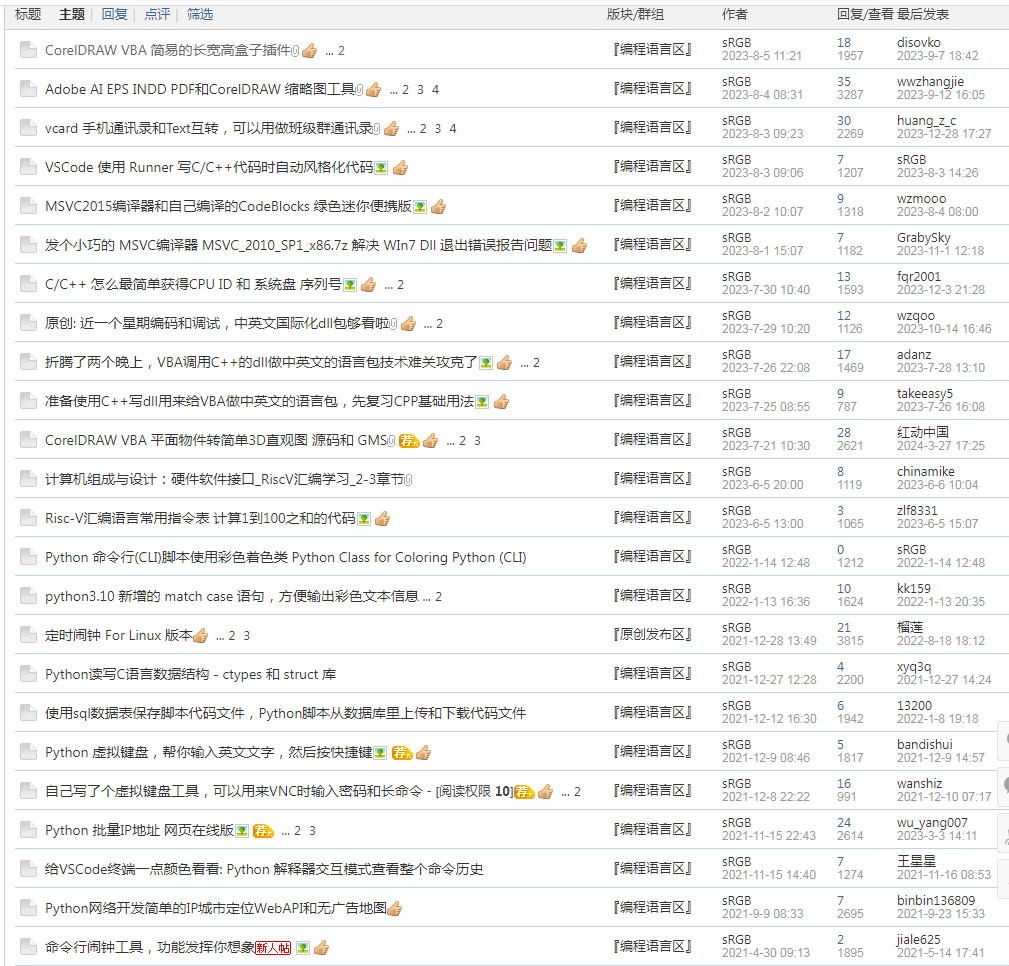 标题 主题 | 回复 | 点评 | 筛选 版块/群组 作者 回复/查看 最后发表
CorelDRAW VBA 简易的长宽高盒子插件 ... 2 『编程语言区』 sRGB 18 disovko
2023-8-5 11:21 1957 2023-9-7 18:42
Adobe AI EPS INDD PDF和CorelDRAW 缩略图工具 ... 2 3 4 『编程语言区』 sRGB 35 wwzhangjie
2023-8-4 08:31 3287 2023-9-12 16:05
vcard 手机通讯录和Text互转，可以用做班级群通讯录 ... 2 3 4 『编程语言区』 sRGB 30 huang_z_c
2023-8-3 09:23 2269 2023-12-28 17:27
VSCode 使用 Runner 写C/C++代码时自动风格化代码 『编程语言区』 sRGB 7 sRGB
2023-8-3 09:06 1207 2023-8-3 14:26
MSVC2015编译器和自己编译的CodeBlocks 绿色迷你便携版 『编程语言区』 sRGB 9 wzmooo
2023-8-2 10:07 1318 2023-8-4 08:00
发个小巧的 MSVC编译器 MSVC_2010_SP1_x86.7z 解决 WIn7 Dll 退出错误报告问题 『编程语言区』 sRGB 7 GrabySky
2023-8-1 15:07 1182 2023-11-1 12:18
C/C++ 怎么最简单获得CPU ID 和 系统盘 序列号 ... 2 『编程语言区』 sRGB 13 fqr2001
2023-7-30 10:40 1593 2023-12-3 21:28
原创: 近一个星期编码和调试，中英文国际化dll包够看啦 ... 2 『编程语言区』 sRGB 12 wzqoo
2023-7-29 10:20 1126 2023-10-14 16:46
折腾了两个晚上，VBA调用C++的dll做中英文的语言包技术难关攻克了 ... 2 『编程语言区』 sRGB 17 adanz
2023-7-26 22:08 1469 2023-7-28 13:10
准备使用C++写dll用来给VBA做中英文的语言包，先复习CPP基础用法 『编程语言区』 sRGB 9 takeeasy5
2023-7-25 08:55 787 2023-7-26 16:08
CorelDRAW VBA 平面物件转简单3D直观图 源码和 GMS 荐 ... 2 3 『编程语言区』 sRGB 28 红动中国
2023-7-21 10:30 2621 2024-3-27 17:25
计算机组成与设计：硬件软件接口_RiscV汇编学习_2-3章节 『编程语言区』 sRGB 8 chinamike
2023-6-5 20:00 1119 2023-6-6 10:04
Risc-V汇编语言常用指令表 计算1到100之和的代码 『编程语言区』 sRGB 3 zlf8331
2023-6-5 13:00 1065 2023-6-5 15:07
Python 命令行(CLI)脚本使用彩色着色类 Python Class for Coloring Python (CLI) 『编程语言区』 sRGB 0 sRGB
2022-1-14 12:48 1212 2022-1-14 12:48
python3.10 新增的 match case 语句，方便输出彩色文本信息 ... 2 『编程语言区』 sRGB 10 kk159
2022-1-13 16:36 1624 2022-1-13 20:35
定时闹钟 For Linux 版本 ... 2 3 『原创发布区』 sRGB 21 榴莲
2021-12-28 13:49 3815 2022-8-18 18:12
Python读写C语言数据结构 - ctypes 和 struct 库 『编程语言区』 sRGB 4 xyq3q
2021-12-27 12:28 2200 2021-12-27 14:24
使用sql数据表保存脚本代码文件，Python脚本从数据库里上传和下载代码文件 『编程语言区』 sRGB 6 13200
2021-12-12 16:30 1942 2022-1-8 19:18
Python 虚拟键盘，帮你输入英文文字，然后按快捷键 荐 『编程语言区』 sRGB 5 bandishui
2021-12-9 08:46 1817 2021-12-9 14:57
自己写了个虚拟键盘工具，可以用来VNC时输入密码和长命令 - [阅读权限 10] 荐 ... 2 『编程语言区』 sRGB 16 wanshiz
2021-12-8 22:22 991 2021-12-10 07:17
Python 批量IP地址 网页在线版 荐 ... 2 3 『编程语言区』 sRGB 24 wu_yang007
2021-11-15 22:43 2614 2023-3-3 14:11
给VSCode终端一点颜色看看: Python 解释器交互模式查看整个命令历史 『编程语言区』 sRGB 7 王星星
2021-11-15 14:40 1274 2021-11-16 08:53
Python网络开发简单的IP城市定位WebAPI和无广告地图 『编程语言区』 sRGB 7 binbin136809
2021-9-9 08:33 2695 2021-9-23 15:33
命令行闹钟工具，功能发挥你想象 新人帖 『编程语言区』 sRGB 2 jiale625
2021-4-30 09:13 1895 2021-5-14 17:41